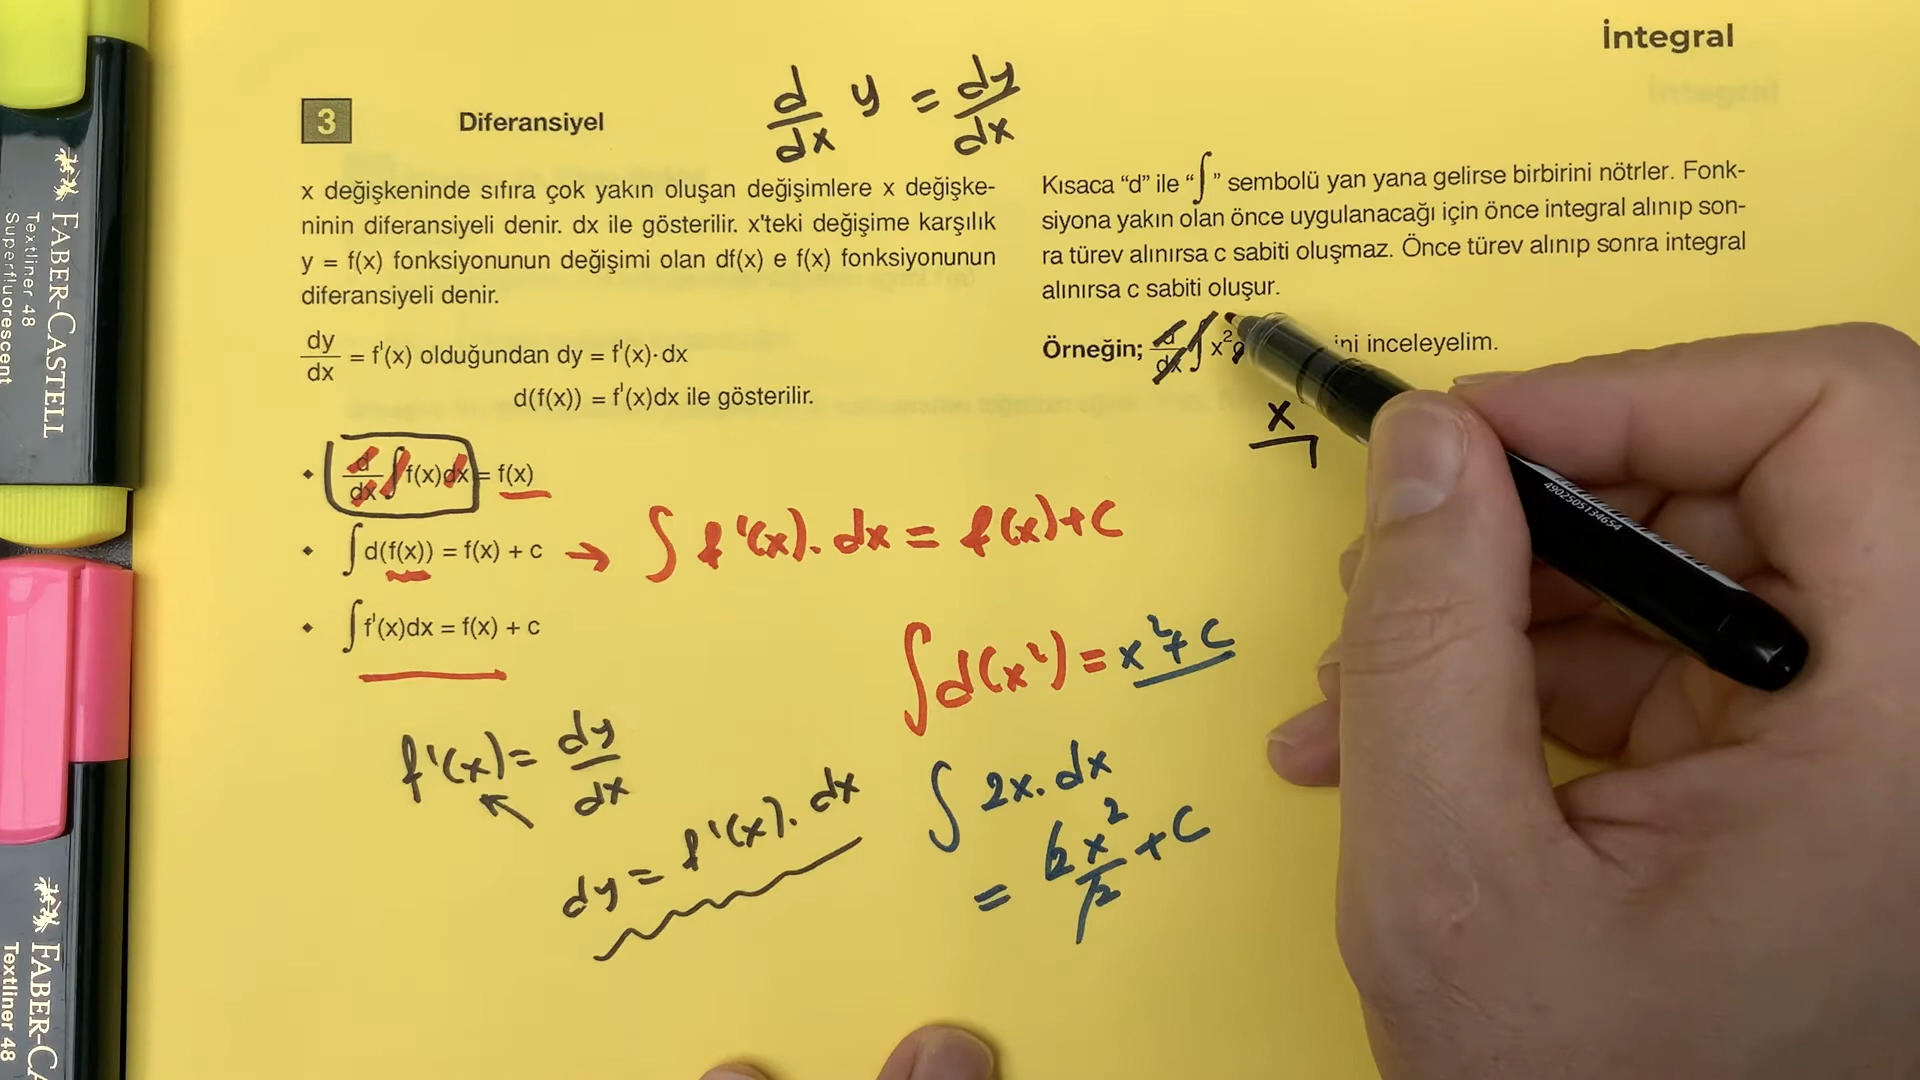 İntegral
3 Diferansiyel
d/dx y = dy/dx
x değişkeninde sıfıra çok yakın oluşan değişimlere x değişke-
ninin diferansiyeli denir. dx ile gösterilir. x'teki değişime karşılık
y = f(x) fonksiyonunun değişimi olan df(x) e f(x) fonksiyonunun
diferansiyeli denir.
dy/dx = f'(x) olduğundan dy = f'(x)·dx
d(f(x)) = f'(x)dx ile gösterilir.
• d/dx ∫f(x)dx = f(x)
• ∫d(f(x)) = f(x) + c → ∫ f'(x). dx = f(x)+c
• ∫f'(x)dx = f(x) + c
f'(x) = dy/dx
dy = f'(x). dx
Kısaca “d” ile “∫” sembolü yan yana gelirse birbirini nötrler. Fonk-
siyona yakın olan önce uygulanacağı için önce integral alınıp son-
ra türev alınırsa c sabiti oluşmaz. Önce türev alınıp sonra integral
alınırsa c sabiti oluşur.
Örneğin; d/dx ∫ x² inceleyelim.
x
∫d(x²) = x²+c
∫ 2x. dx
= 2x²/2 + c
FABER-CASTELL
Textliner 48
Superfluorescent
FABER-CA
Textliner 48
4902505134654